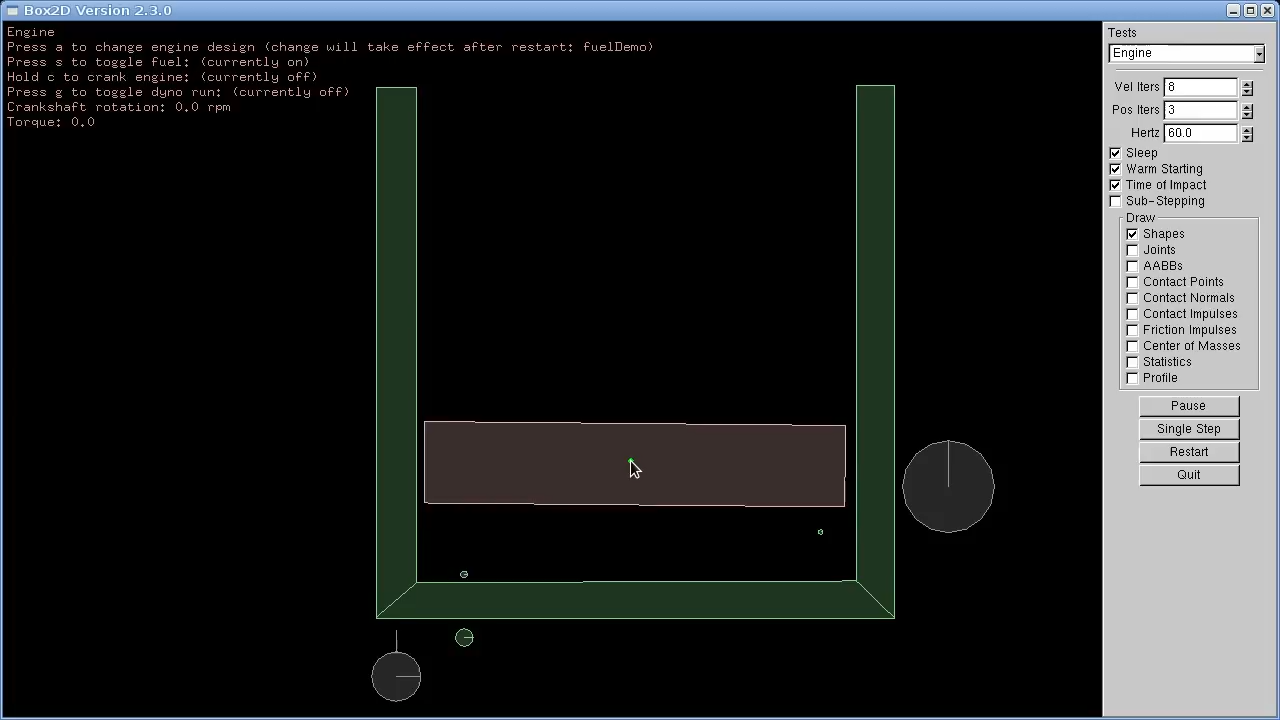 Box2D Version 2.3.0
Engine
Press a to change engine design (change will take effect after restart: fuelDemo)
Press s to toggle fuel: (currently on)
Hold c to crank engine: (currently off)
Press g to toggle dyno run: (currently off)
Crankshaft rotation: 0.0 rpm
Torque: 0.0
Tests
Engine
Vel Iters 8
Pos Iters 3
Hertz 60.0
Sleep
Warm Starting
Time of Impact
Sub-Stepping
Draw
Shapes
Joints
AABBs
Contact Points
Contact Normals
Contact Impulses
Friction Impulses
Center of Masses
Statistics
Profile
Pause
Single Step
Restart
Quit